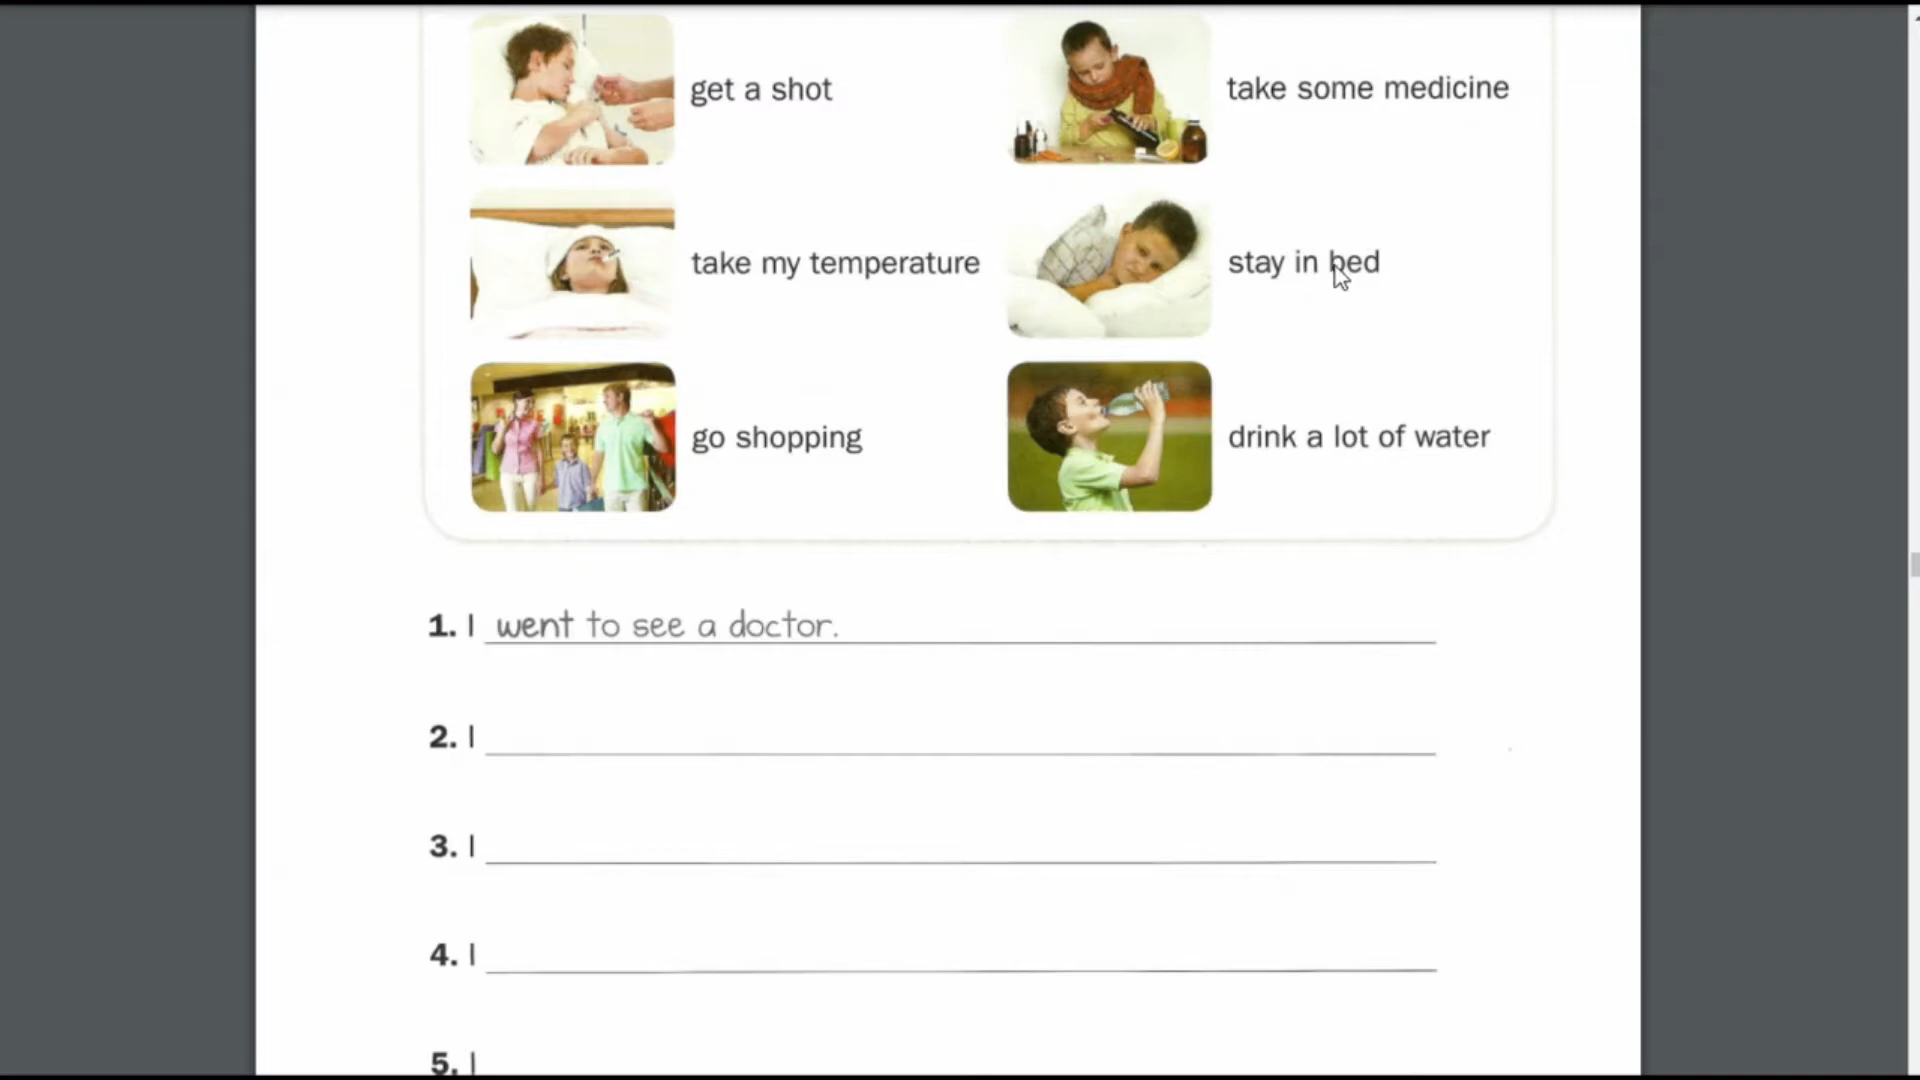 get a shot
take some medicine
take my temperature
stay in bed
go shopping
drink a lot of water
1. I went to see a doctor.
2. I
3. I
4. I
5. I